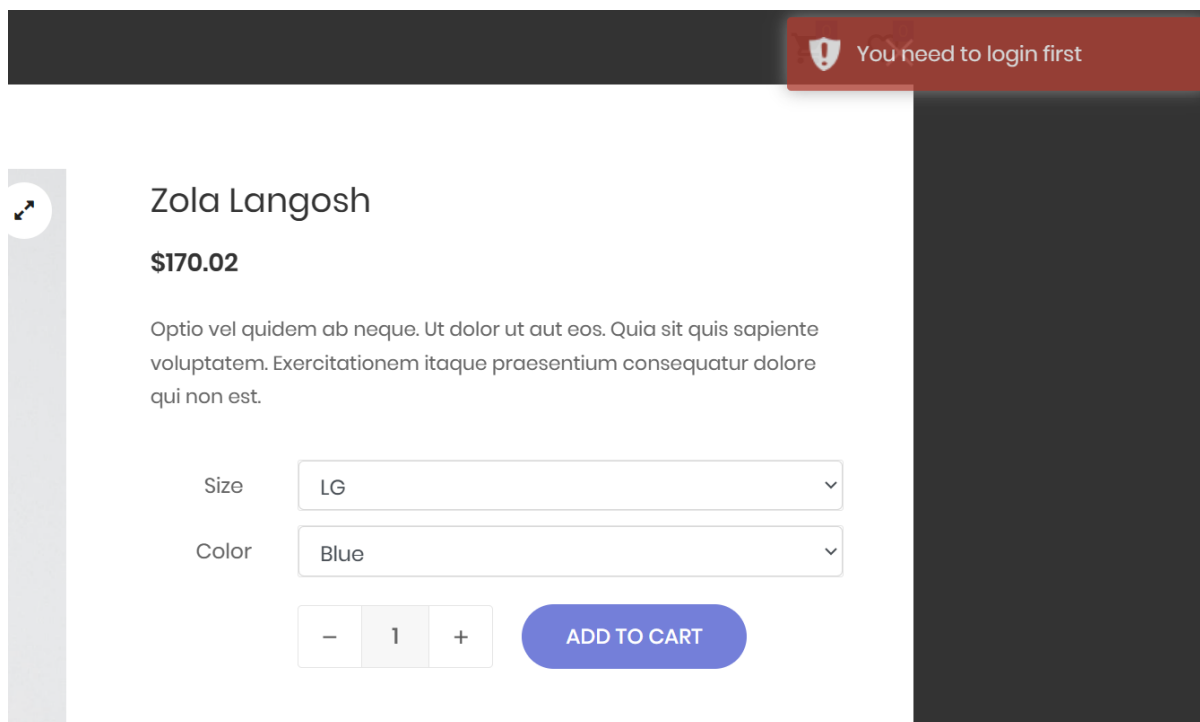 You need to login first
Zola Langosh
$170.02
Optio vel quidem ab neque. Ut dolor ut aut eos. Quia sit quis sapiente
voluptatem. Exercitationem itaque praesentium consequatur dolore
qui non est.
Size LG
Color Blue
− 1 + ADD TO CART